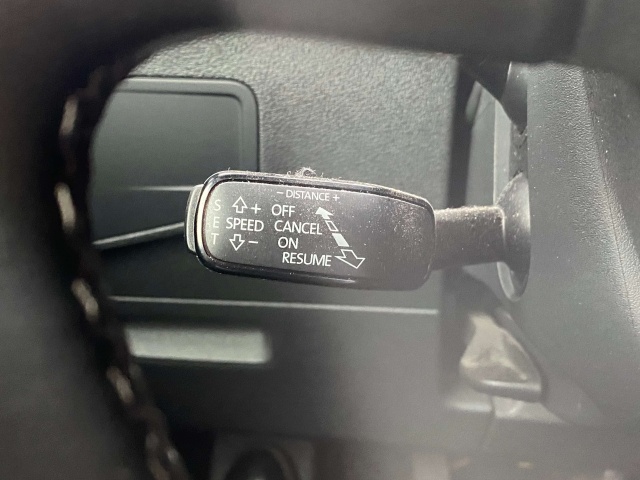 - DISTANCE +
S + OFF
E SPEED CANCEL
T - ON
RESUME